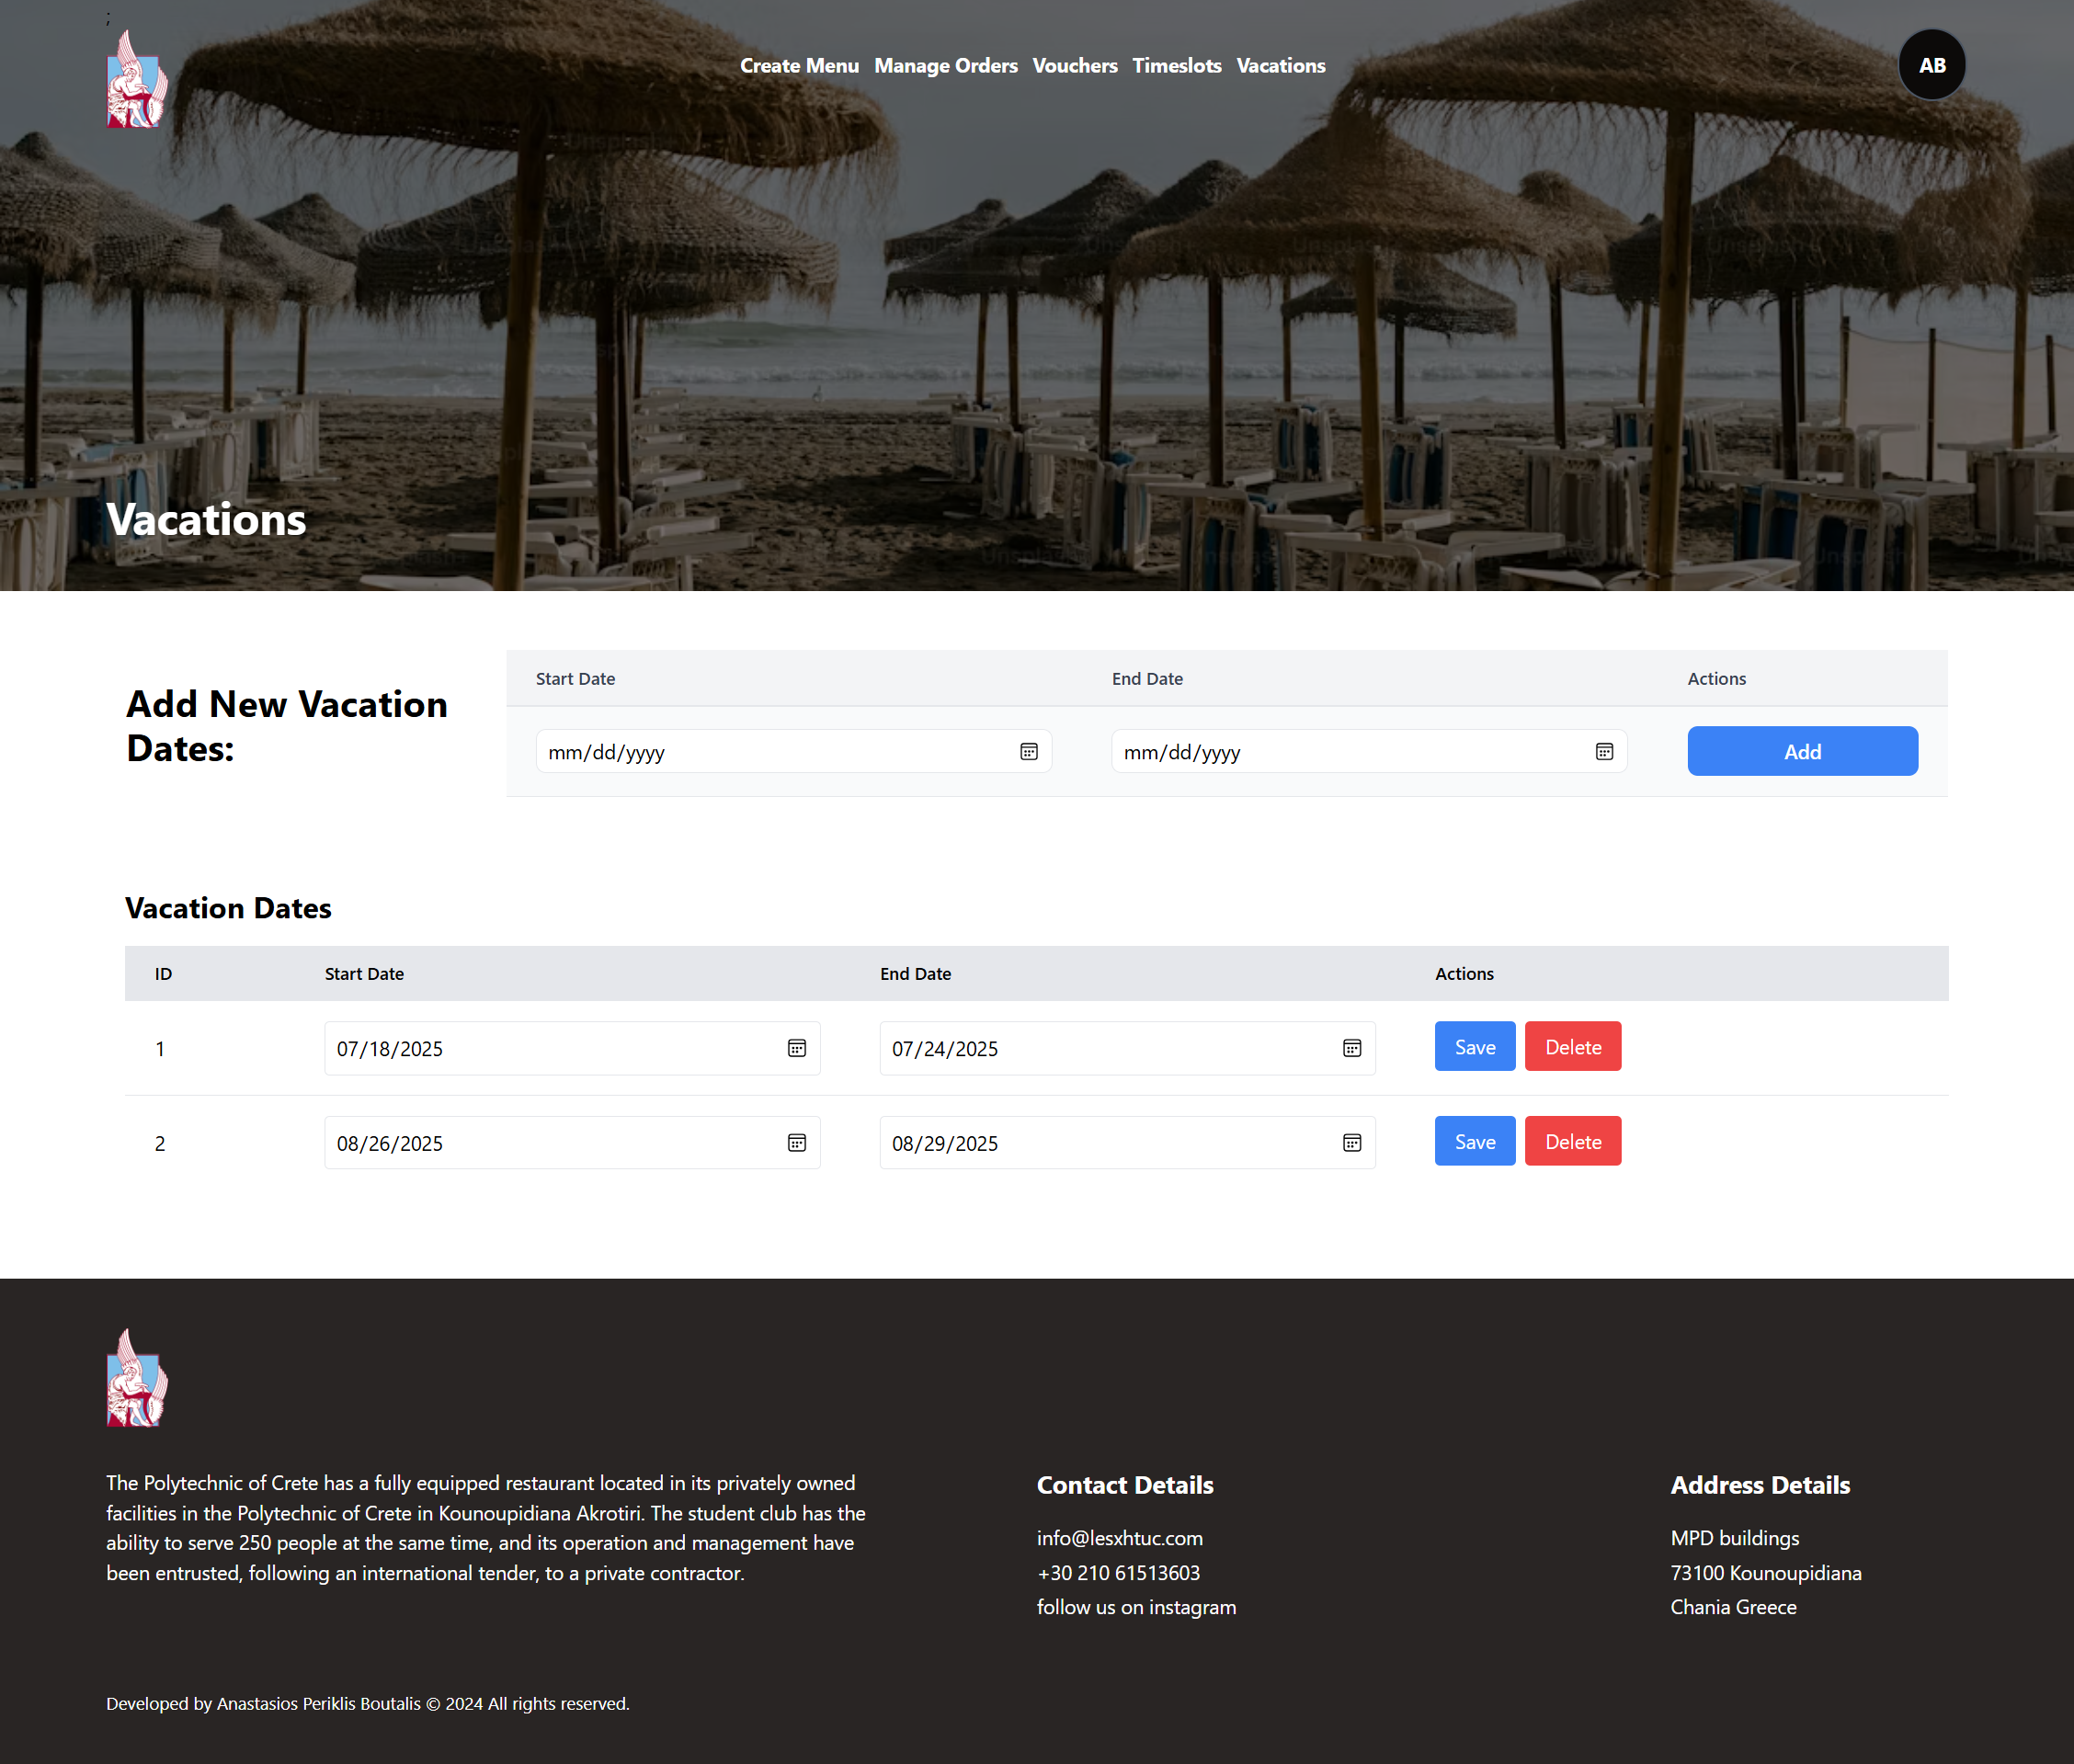 ;
Create Menu Manage Orders Vouchers Timeslots Vacations
AB
Vacations
Add New Vacation
Dates:
Start Date End Date Actions
mm/dd/yyyy mm/dd/yyyy Add
Vacation Dates
ID Start Date End Date Actions
1 07/18/2025 07/24/2025 Save Delete
2 08/26/2025 08/29/2025 Save Delete
The Polytechnic of Crete has a fully equipped restaurant located in its privately owned
facilities in the Polytechnic of Crete in Kounoupidiana Akrotiri. The student club has the
ability to serve 250 people at the same time, and its operation and management have
been entrusted, following an international tender, to a private contractor.
Contact Details
info@lesxhtuc.com
+30 210 61513603
follow us on instagram
Address Details
MPD buildings
73100 Kounoupidiana
Chania Greece
Developed by Anastasios Periklis Boutalis © 2024 All rights reserved.